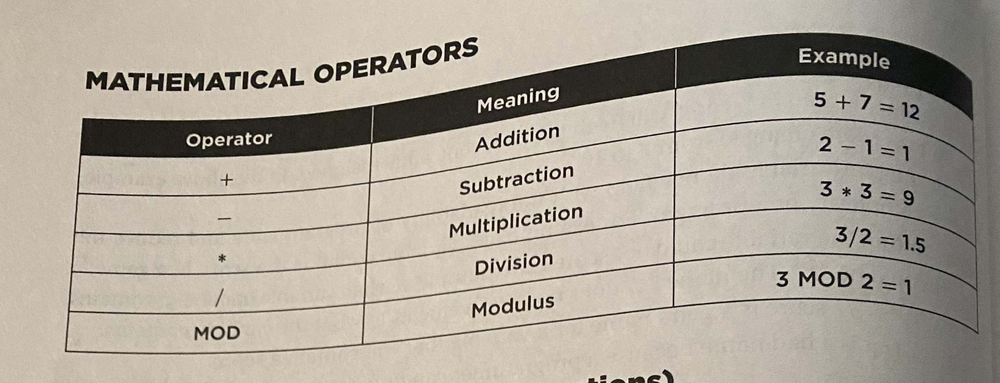 MATHEMATICAL OPERATORS
Operator Meaning Example
+ Addition 5 + 7 = 12
− Subtraction 2 − 1 = 1
* Multiplication 3 * 3 = 9
/ Division 3/2 = 1.5
MOD Modulus 3 MOD 2 = 1